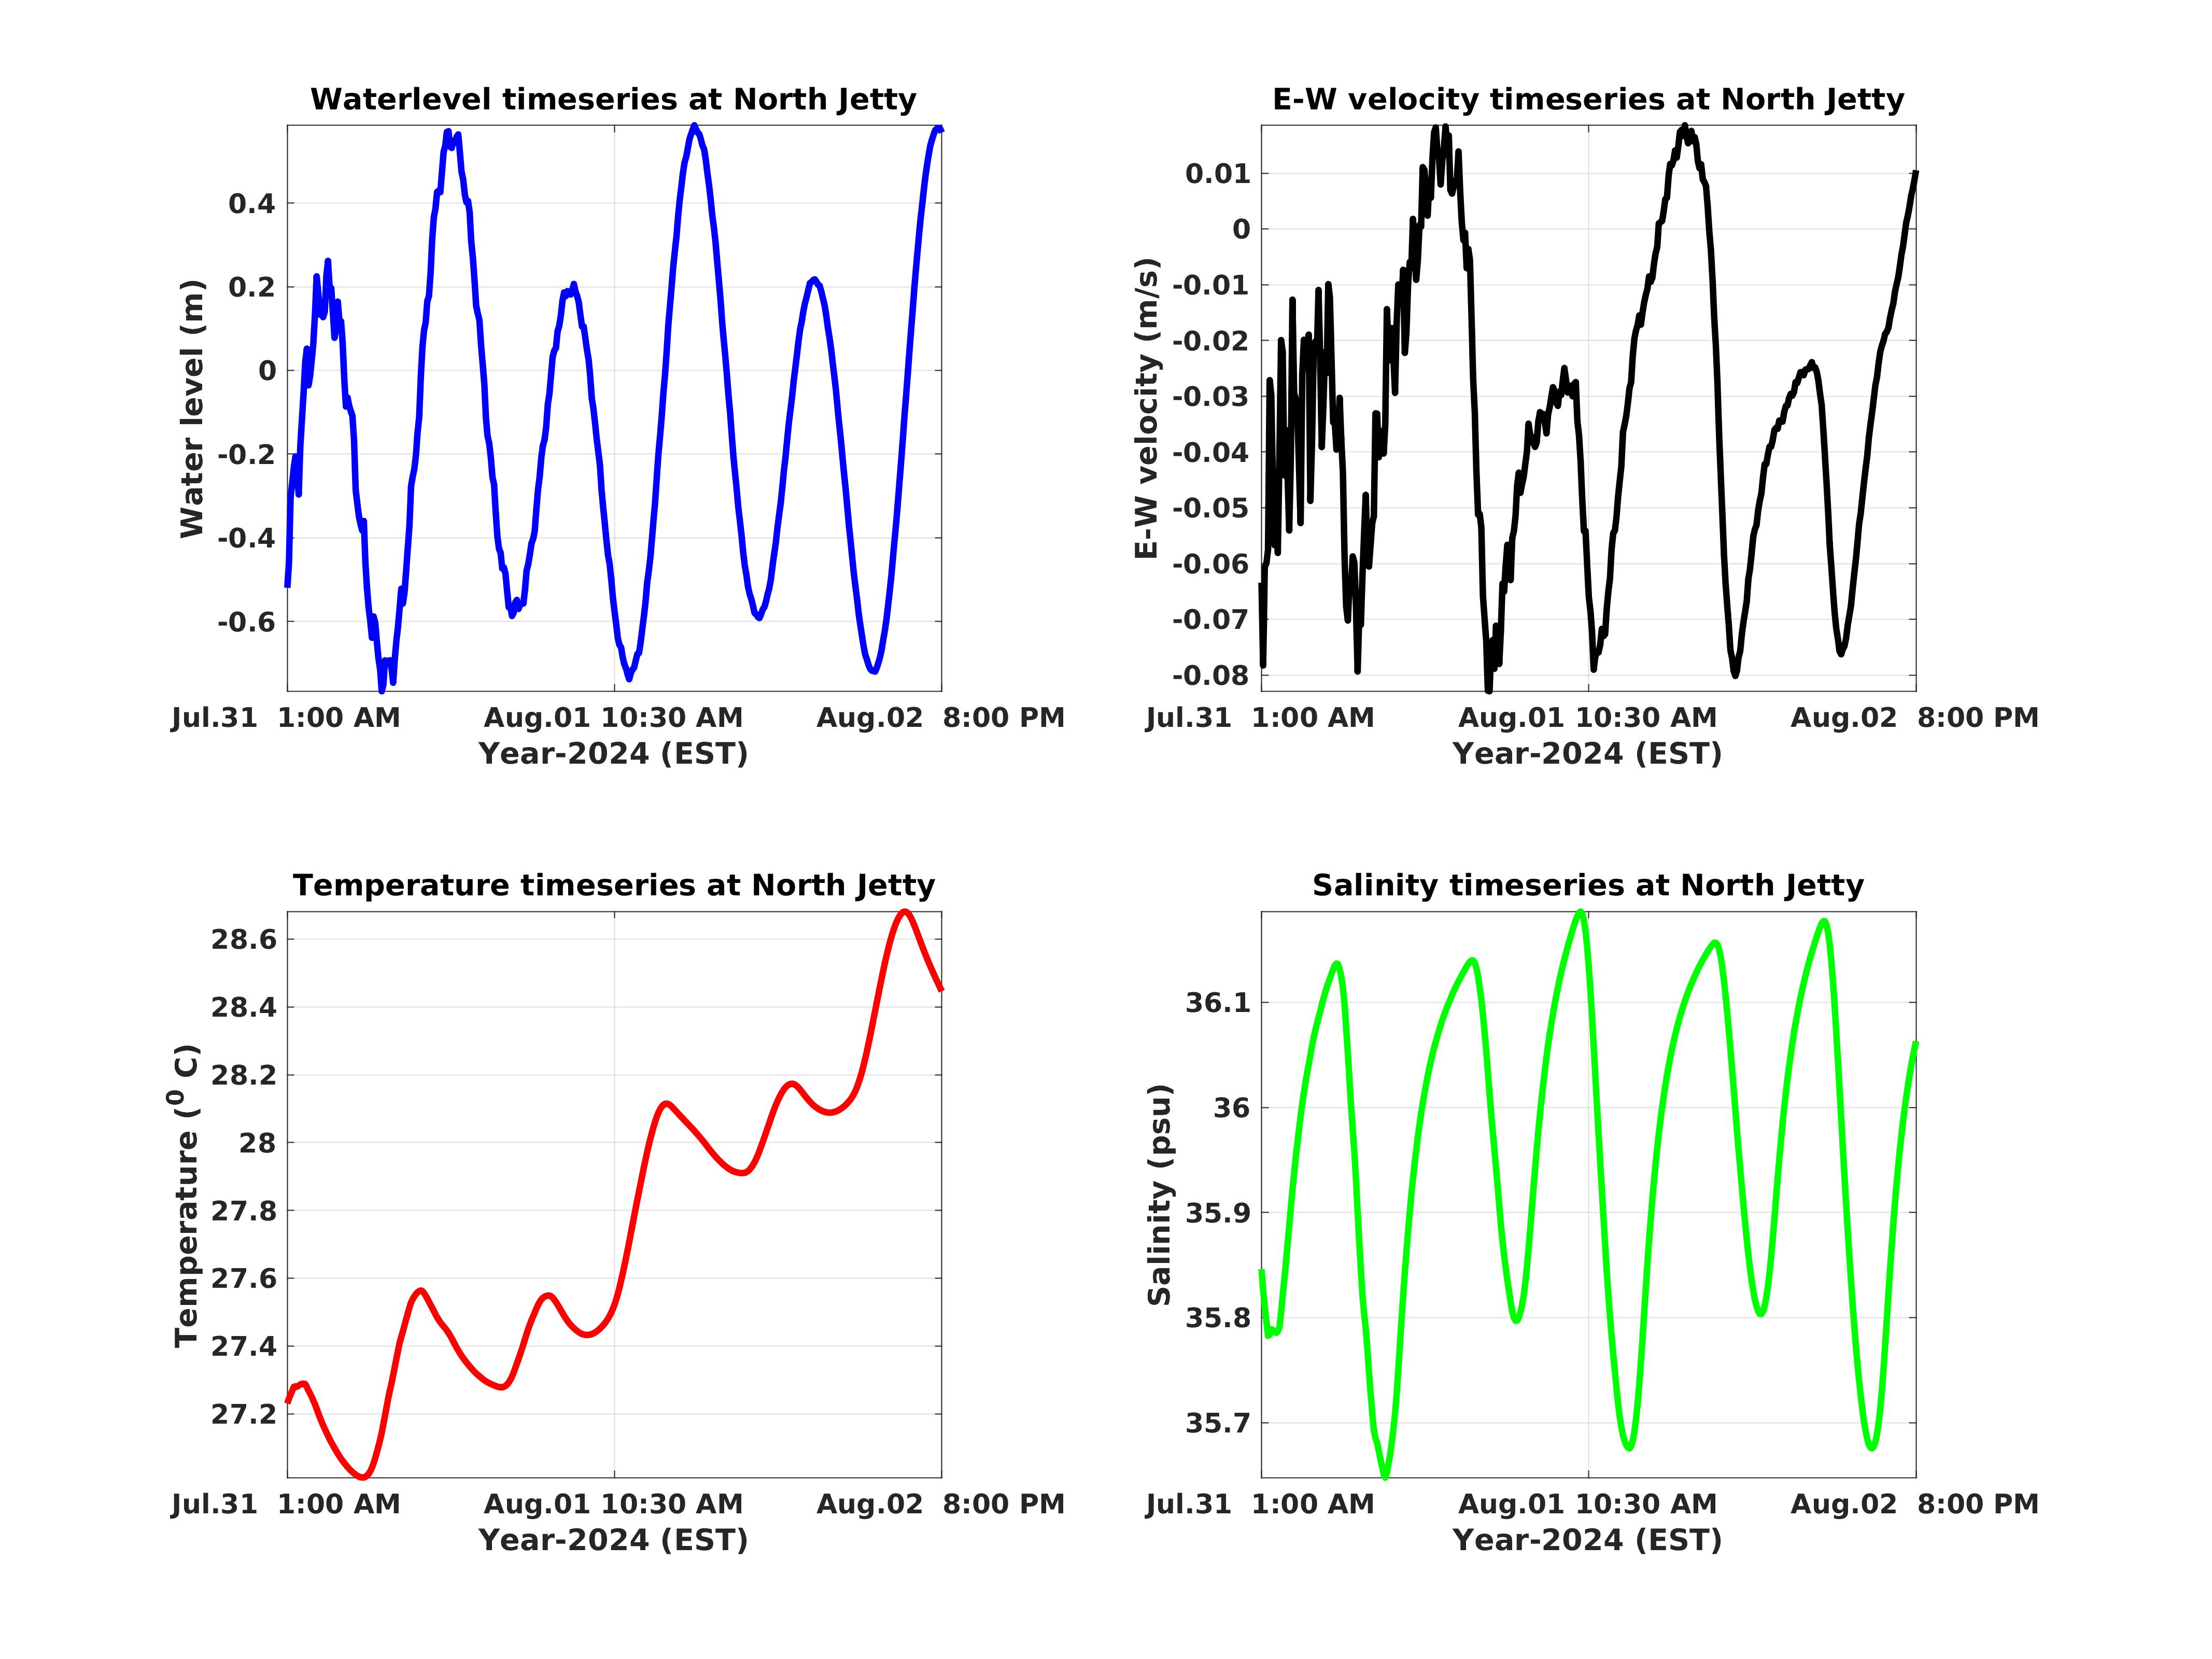 Waterlevel timeseries at North Jetty
Water level (m)
0.4
0.2
0
-0.2
-0.4
-0.6
Jul.31 1:00 AM Aug.01 10:30 AM Aug.02 8:00 PM
Year-2024 (EST)
E-W velocity timeseries at North Jetty
E-W velocity (m/s)
0.01
0
-0.01
-0.02
-0.03
-0.04
-0.05
-0.06
-0.07
-0.08
Jul.31 1:00 AM Aug.01 10:30 AM Aug.02 8:00 PM
Year-2024 (EST)
Temperature timeseries at North Jetty
Temperature (⁰ C)
28.6
28.4
28.2
28
27.8
27.6
27.4
27.2
Jul.31 1:00 AM Aug.01 10:30 AM Aug.02 8:00 PM
Year-2024 (EST)
Salinity timeseries at North Jetty
Salinity (psu)
36.1
36
35.9
35.8
35.7
Jul.31 1:00 AM Aug.01 10:30 AM Aug.02 8:00 PM
Year-2024 (EST)